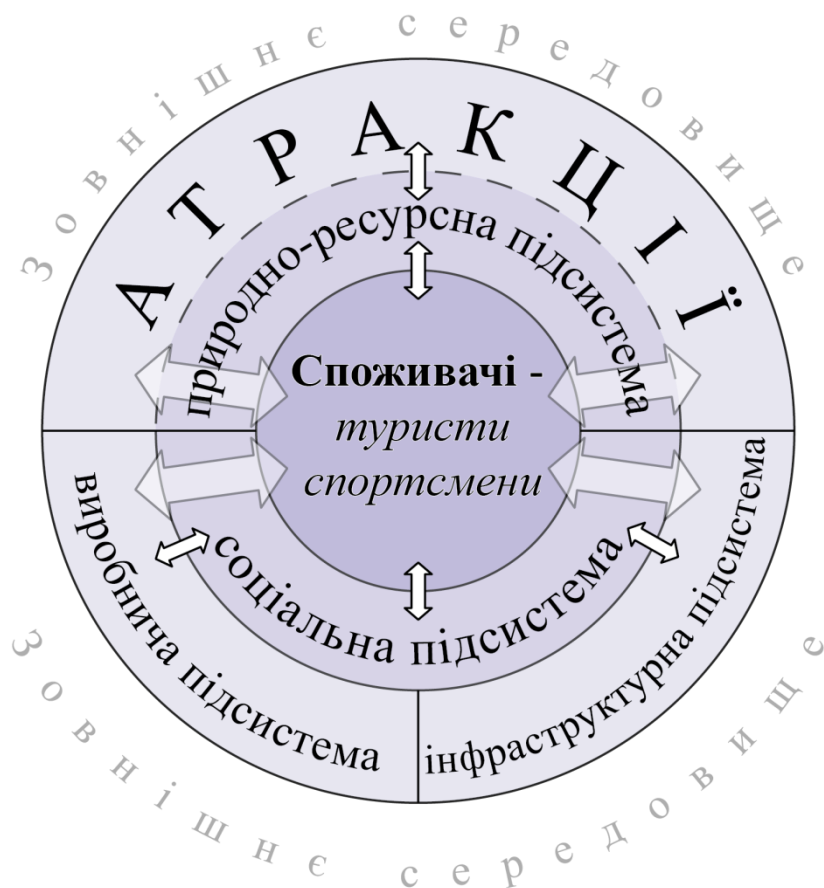 Зовнішнє середовище
АТРАКЦІЇ
природно-ресурсна підсистема
Споживачі -
туристи
спортсмени
соціальна підсистема
виробнича підсистема
інфраструктурна підсистема
Зовнішнє середовище